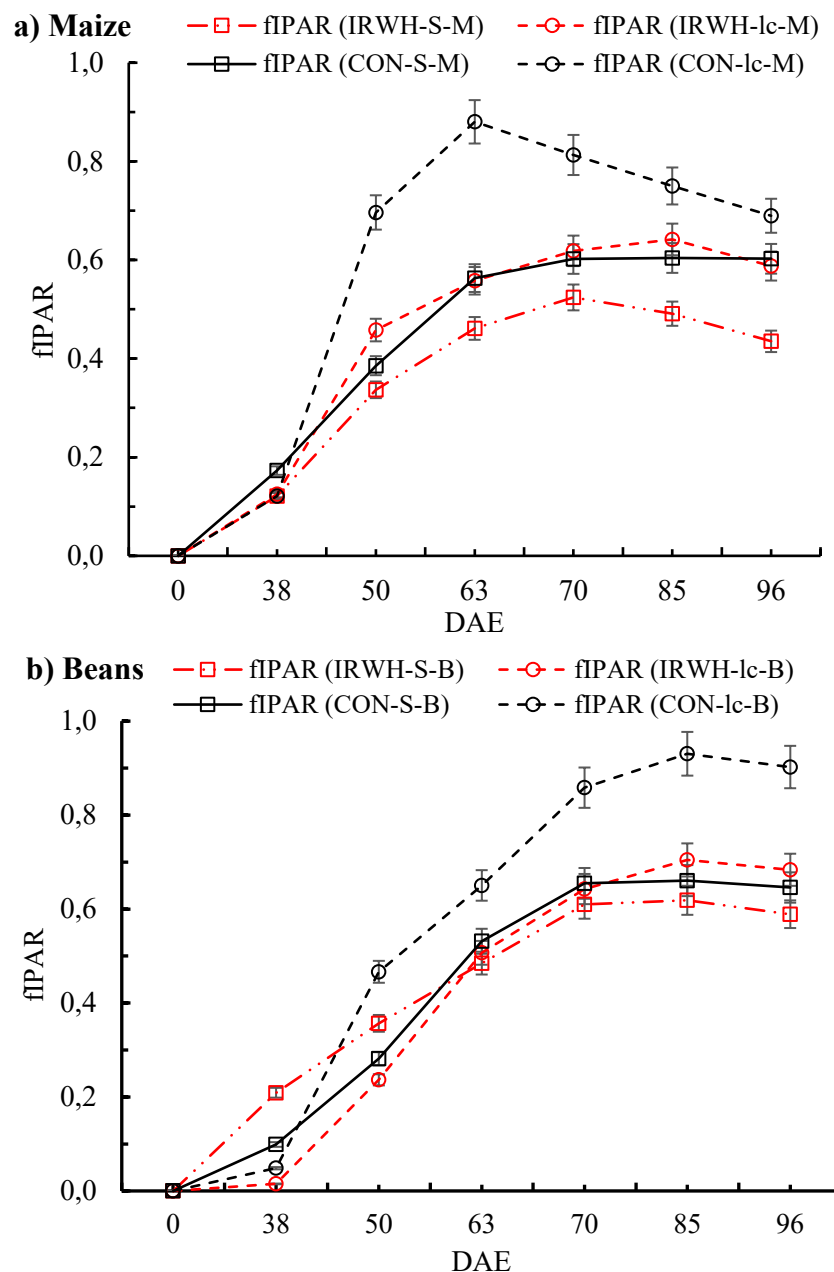 a) Maize
fIPAR (IRWH-S-M)
fIPAR (IRWH-lc-M)
fIPAR (CON-S-M)
fIPAR (CON-lc-M)
1,0
0,8
0,6
0,4
0,2
0,0
fIPAR
0 38 50 63 70 85 96
DAE
b) Beans
fIPAR (IRWH-S-B)
fIPAR (IRWH-lc-B)
fIPAR (CON-S-B)
fIPAR (CON-lc-B)
1,0
0,8
0,6
0,4
0,2
0,0
fIPAR
0 38 50 63 70 85 96
DAE